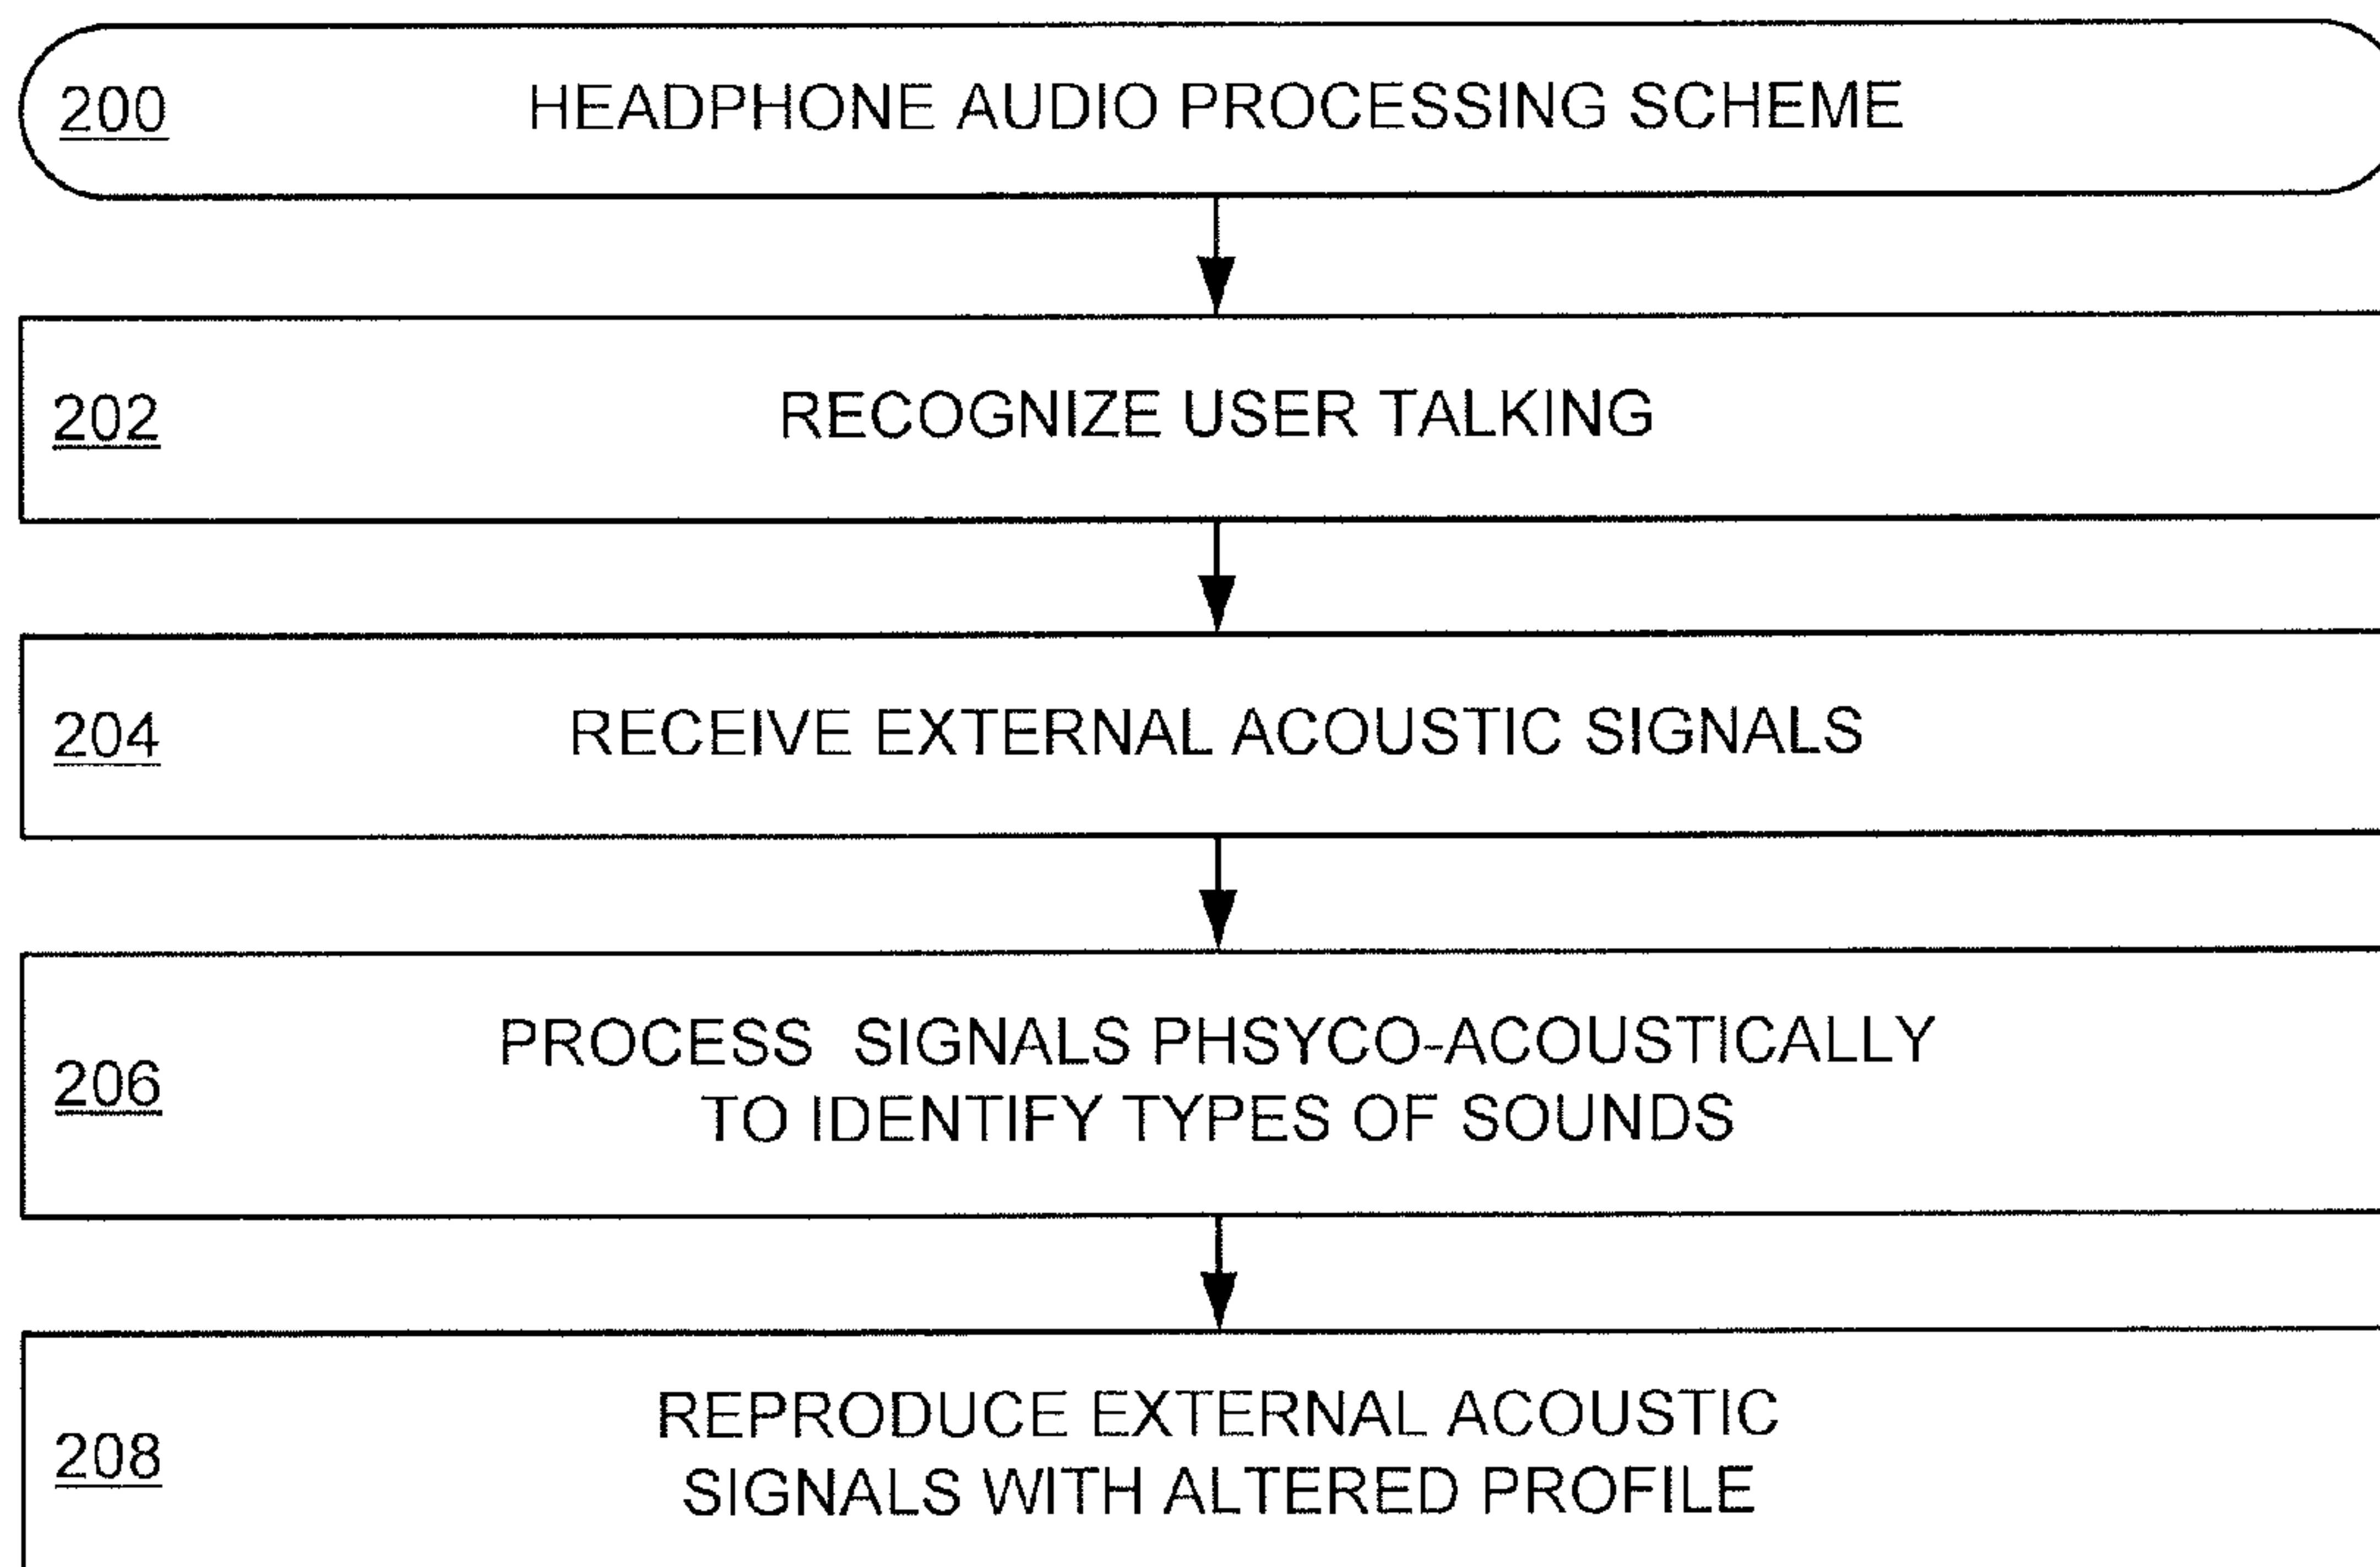 200 HEADPHONE AUDIO PROCESSING SCHEME
202 RECOGNIZE USER TALKING
204 RECEIVE EXTERNAL ACOUSTIC SIGNALS
206
PROCESS SIGNALS PHSYCO-ACOUSTICALLY
TO IDENTIFY TYPES OF SOUNDS
208
REPRODUCE EXTERNAL ACOUSTIC
SIGNALS WITH ALTERED PROFILE